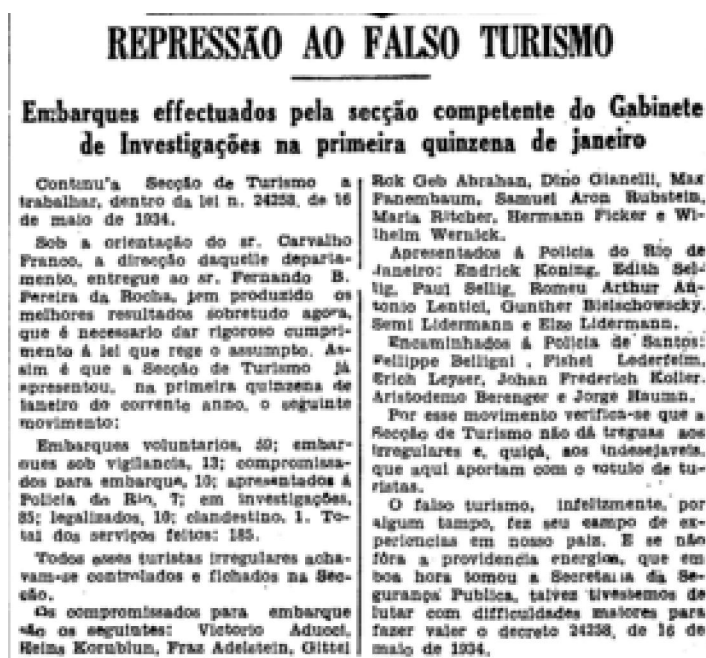 REPRESSÃO AO FALSO TURISMO
Embarques effectuados pela secção competente do Gabinete
de Investigações na primeira quinzena de janeiro
Continu'a Secção de Turismo a
trabalhar, dentro da lei n. 24258, de 16
de maio de 1934.
Sob a orientação do sr. Carvalho
Franco, a direcção daquelle departa-
mento, entregue ao sr. Fernando B.
Pereira da Rocha, tem produzido os
melhores resultados sobretudo agora,
que é necessario dar rigoroso cumpri-
mento á lei que rege o assumpto. As-
sim é que a Secção de Turismo já
apresentou, na primeira quinzena de
janeiro do corrente anno, o seguinte
movimento:
Embarques voluntarios, 59; embar-
ques sob vigilancia, 13; compromissa-
dos para embarque, 10; apresentados á
Policia do Rio, 7; em investigações,
85; legalizados, 10; clandestino, 1. To-
tal dos serviços feitos: 185.
Todos esses turistas irregulares acha-
vam-se controlados e fichados na Sec-
ção.
Os compromissados para embarque
são os seguintes: Victorio Aducci,
Reins Korublun, Fraz Adelstein, Gittel
Rok Geb Abrahan, Dino Gianelli, Max
Fanembaum, Samuel Aron Rubstein,
Maria Ritcher, Hermann Ficker e Wi-
lhelm Wernick.
Apresentados á Policia do Rio de
Janeiro: Endrick Koning, Edith Sel-
lig, Paul Sellig, Romeu Arthur An-
tonio Lentici, Gunther Bielschowscky,
Semi Lidermann e Elze Lidermann.
Encaminhados á Policia de Santos:
Fellippe Belligni, Fishel Lederfeim,
Erich Leyser, Johan Frederich Koller,
Aristodemo Berenger e Jorge Haumn.
Por esse movimento verifica-se que a
Secção de Turismo não dá treguas aos
irregulares e, quiçá, aos indesejaveis,
que aqui aportam com o rotulo de tu-
ristas.
O falso turismo, infelizmente, por
algum tampo, fez seu campo de ex-
periencias em nosso paiz. E se não
fôra a providencia energica, que em
boa hora tomou a Secretaria da Se-
gurança Publica, talvez tivessemos de
lutar com difficuldades maiores para
fazer valer o decreto 24258, de 16 de
maio de 1934.